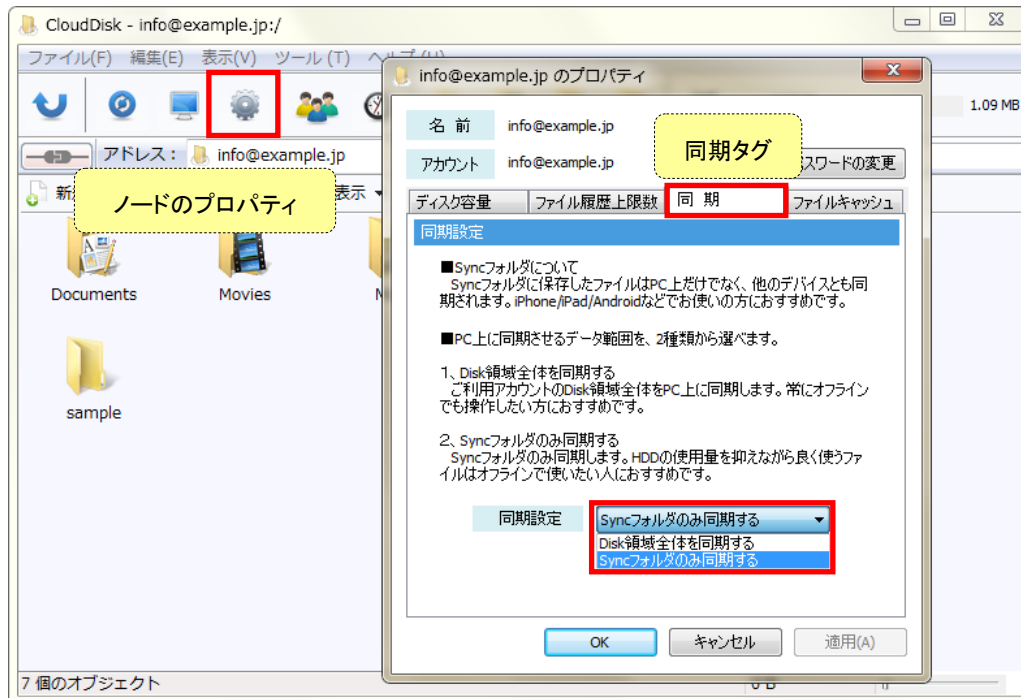 CloudDisk - info@example.jp:/
ファイル(F) 編集(E) 表示(V) ツール (T) ヘルプ (H)
info@example.jp のプロパティ
1.09 MB
名 前 info@example.jp
アカウント info@example.jp
スワードの変更
同期タグ
アドレス： info@example.jp
新 表示
ノードのプロパティ
ディスク容量 ファイル履歴上限数 同 期 ファイルキャッシュ
同期設定
■Syncフォルダについて
Syncフォルダに保存したファイルはPC上だけでなく、他のデバイスとも同
期されます。iPhone/iPad/Androidなどでお使いの方におすすめです。
■PC上に同期させるデータ範囲を、2種類から選べます。
1、Disk領域全体を同期する
ご利用アカウントのDisk領域全体をPC上に同期します。常にオフライン
でも操作したい方におすすめです。
2、Syncフォルダのみ同期する
Syncフォルダのみ同期します。HDDの使用量を抑えながら良く使うファ
イルはオフラインで使いたい人におすすめです。
同期設定 Syncフォルダのみ同期する
Disk領域全体を同期する
Syncフォルダのみ同期する
OK キャンセル 適用(A)
Documents Movies
sample
7 個のオブジェクト